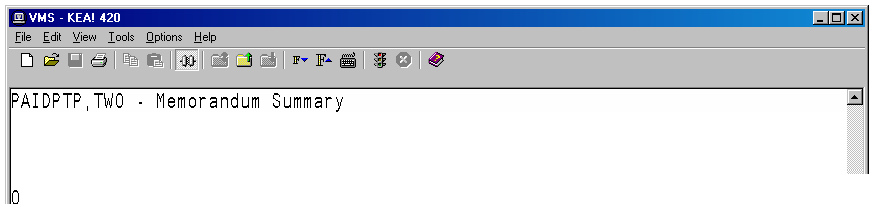 VMS - KEA! 420
File Edit View Tools Options Help
PAIDPTP,TWO - Memorandum Summary
0